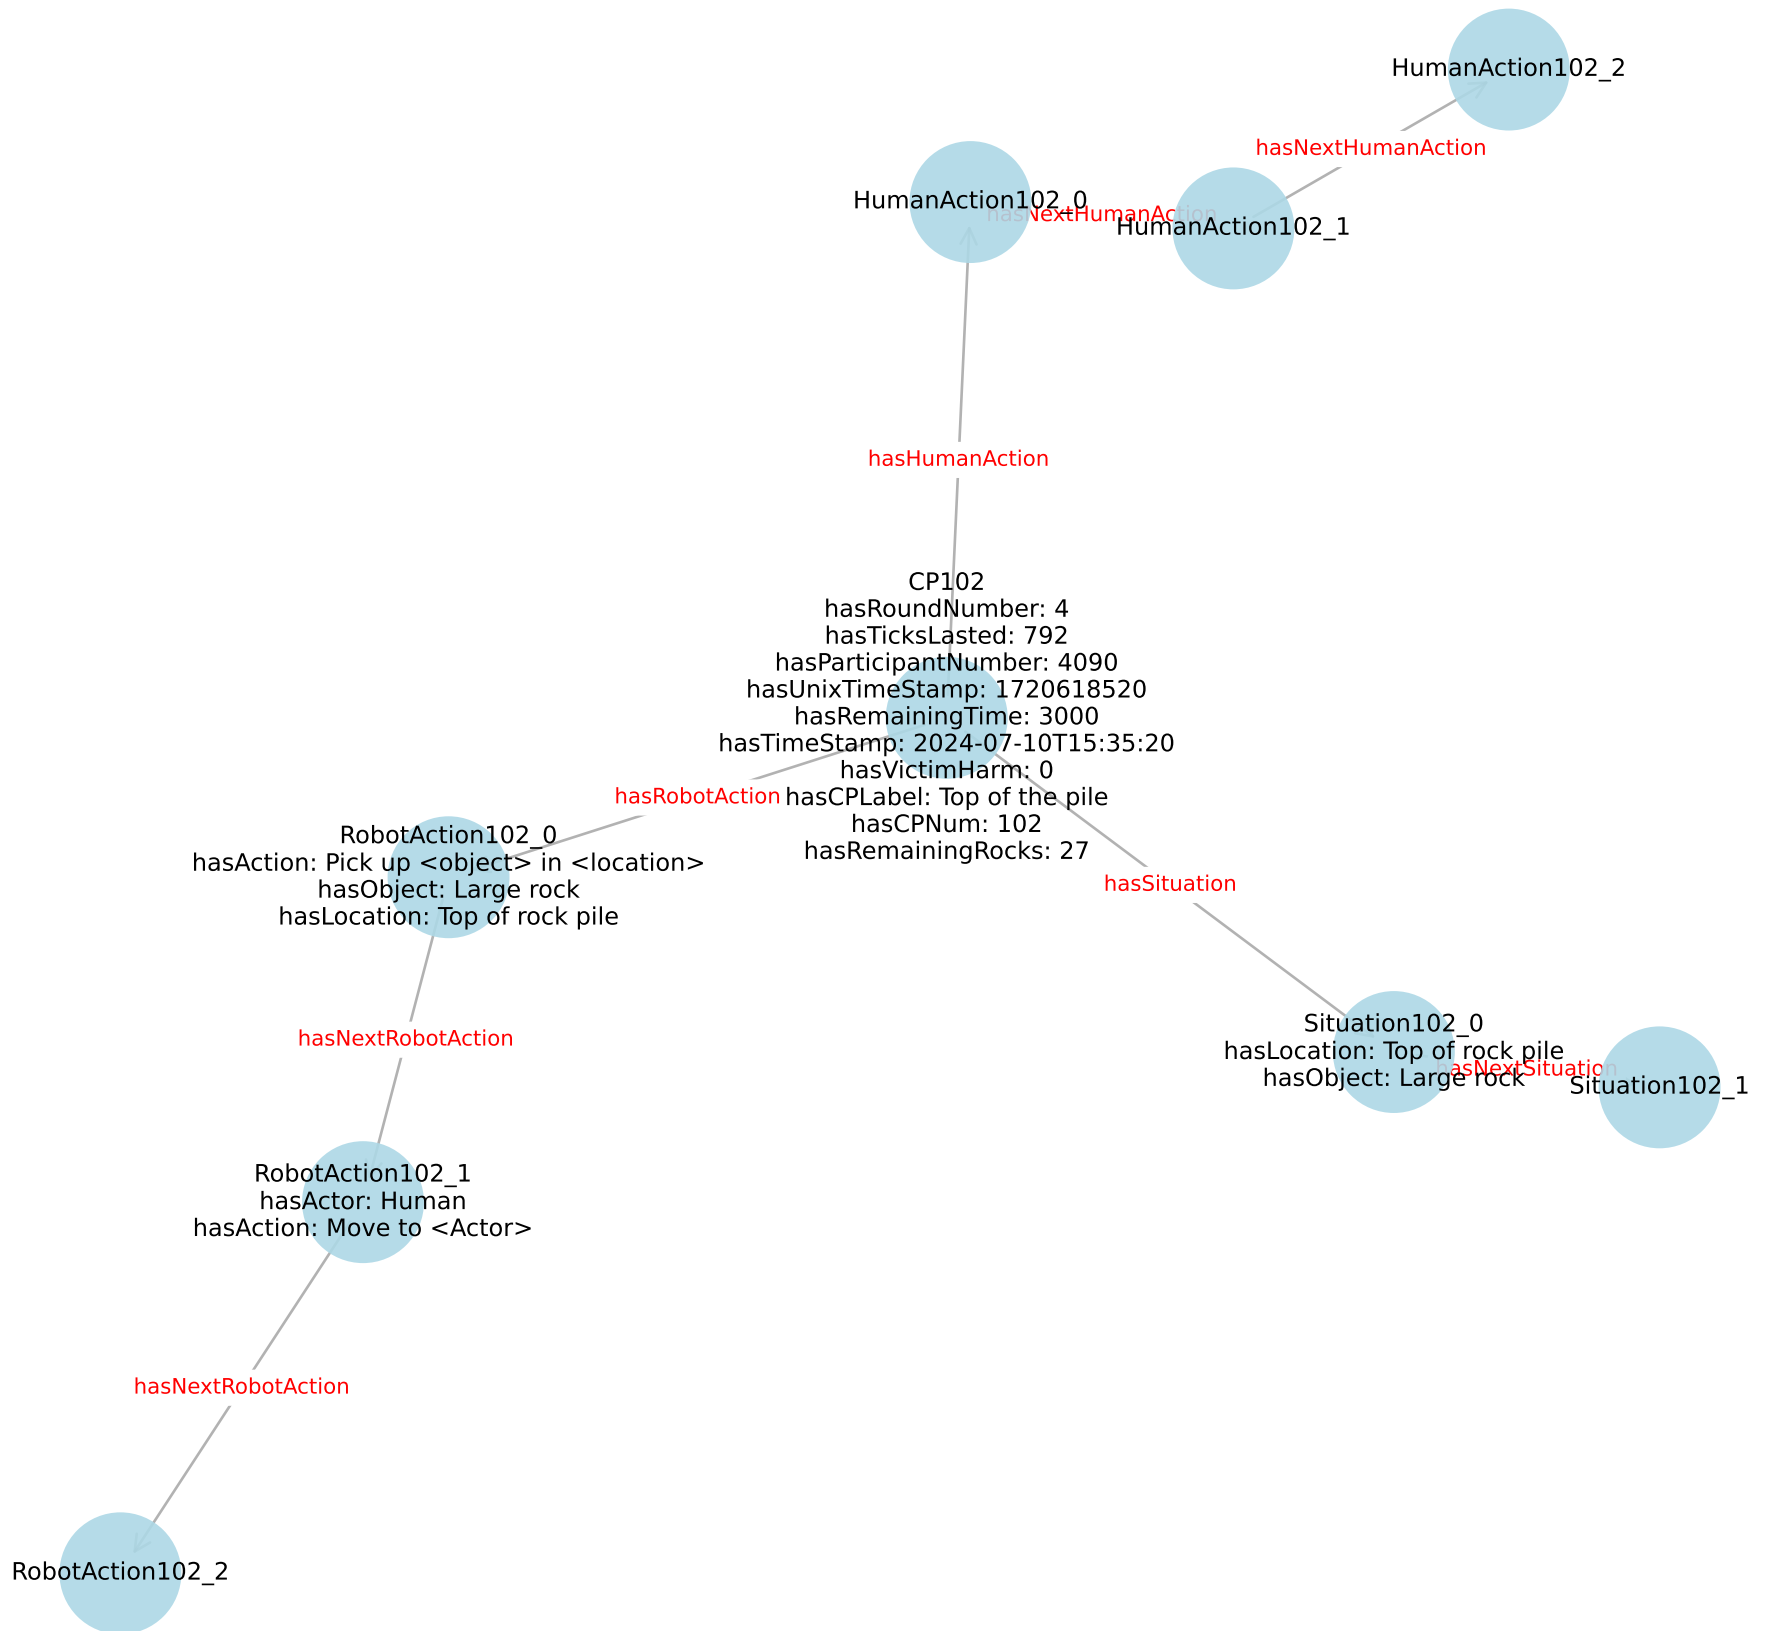 HumanAction102_2
hasNextHumanAction
HumanAction102_0
hasNextHumanAction
HumanAction102_1
hasHumanAction
CP102
hasRoundNumber: 4
hasTicksLasted: 792
hasParticipantNumber: 4090
hasUnixTimeStamp: 1720618520
hasRemainingTime: 3000
hasTimeStamp: 2024-07-10T15:35:20
hasVictimHarm: 0
hasCPLabel: Top of the pile
hasCPNum: 102
hasRemainingRocks: 27
hasRobotAction
RobotAction102_0
hasAction: Pick up <object> in <location>
hasObject: Large rock
hasLocation: Top of rock pile
hasSituation
Situation102_0
hasLocation: Top of rock pile
hasObject: Large rock
hasNextSituation
Situation102_1
hasNextRobotAction
RobotAction102_1
hasActor: Human
hasAction: Move to <Actor>
hasNextRobotAction
RobotAction102_2